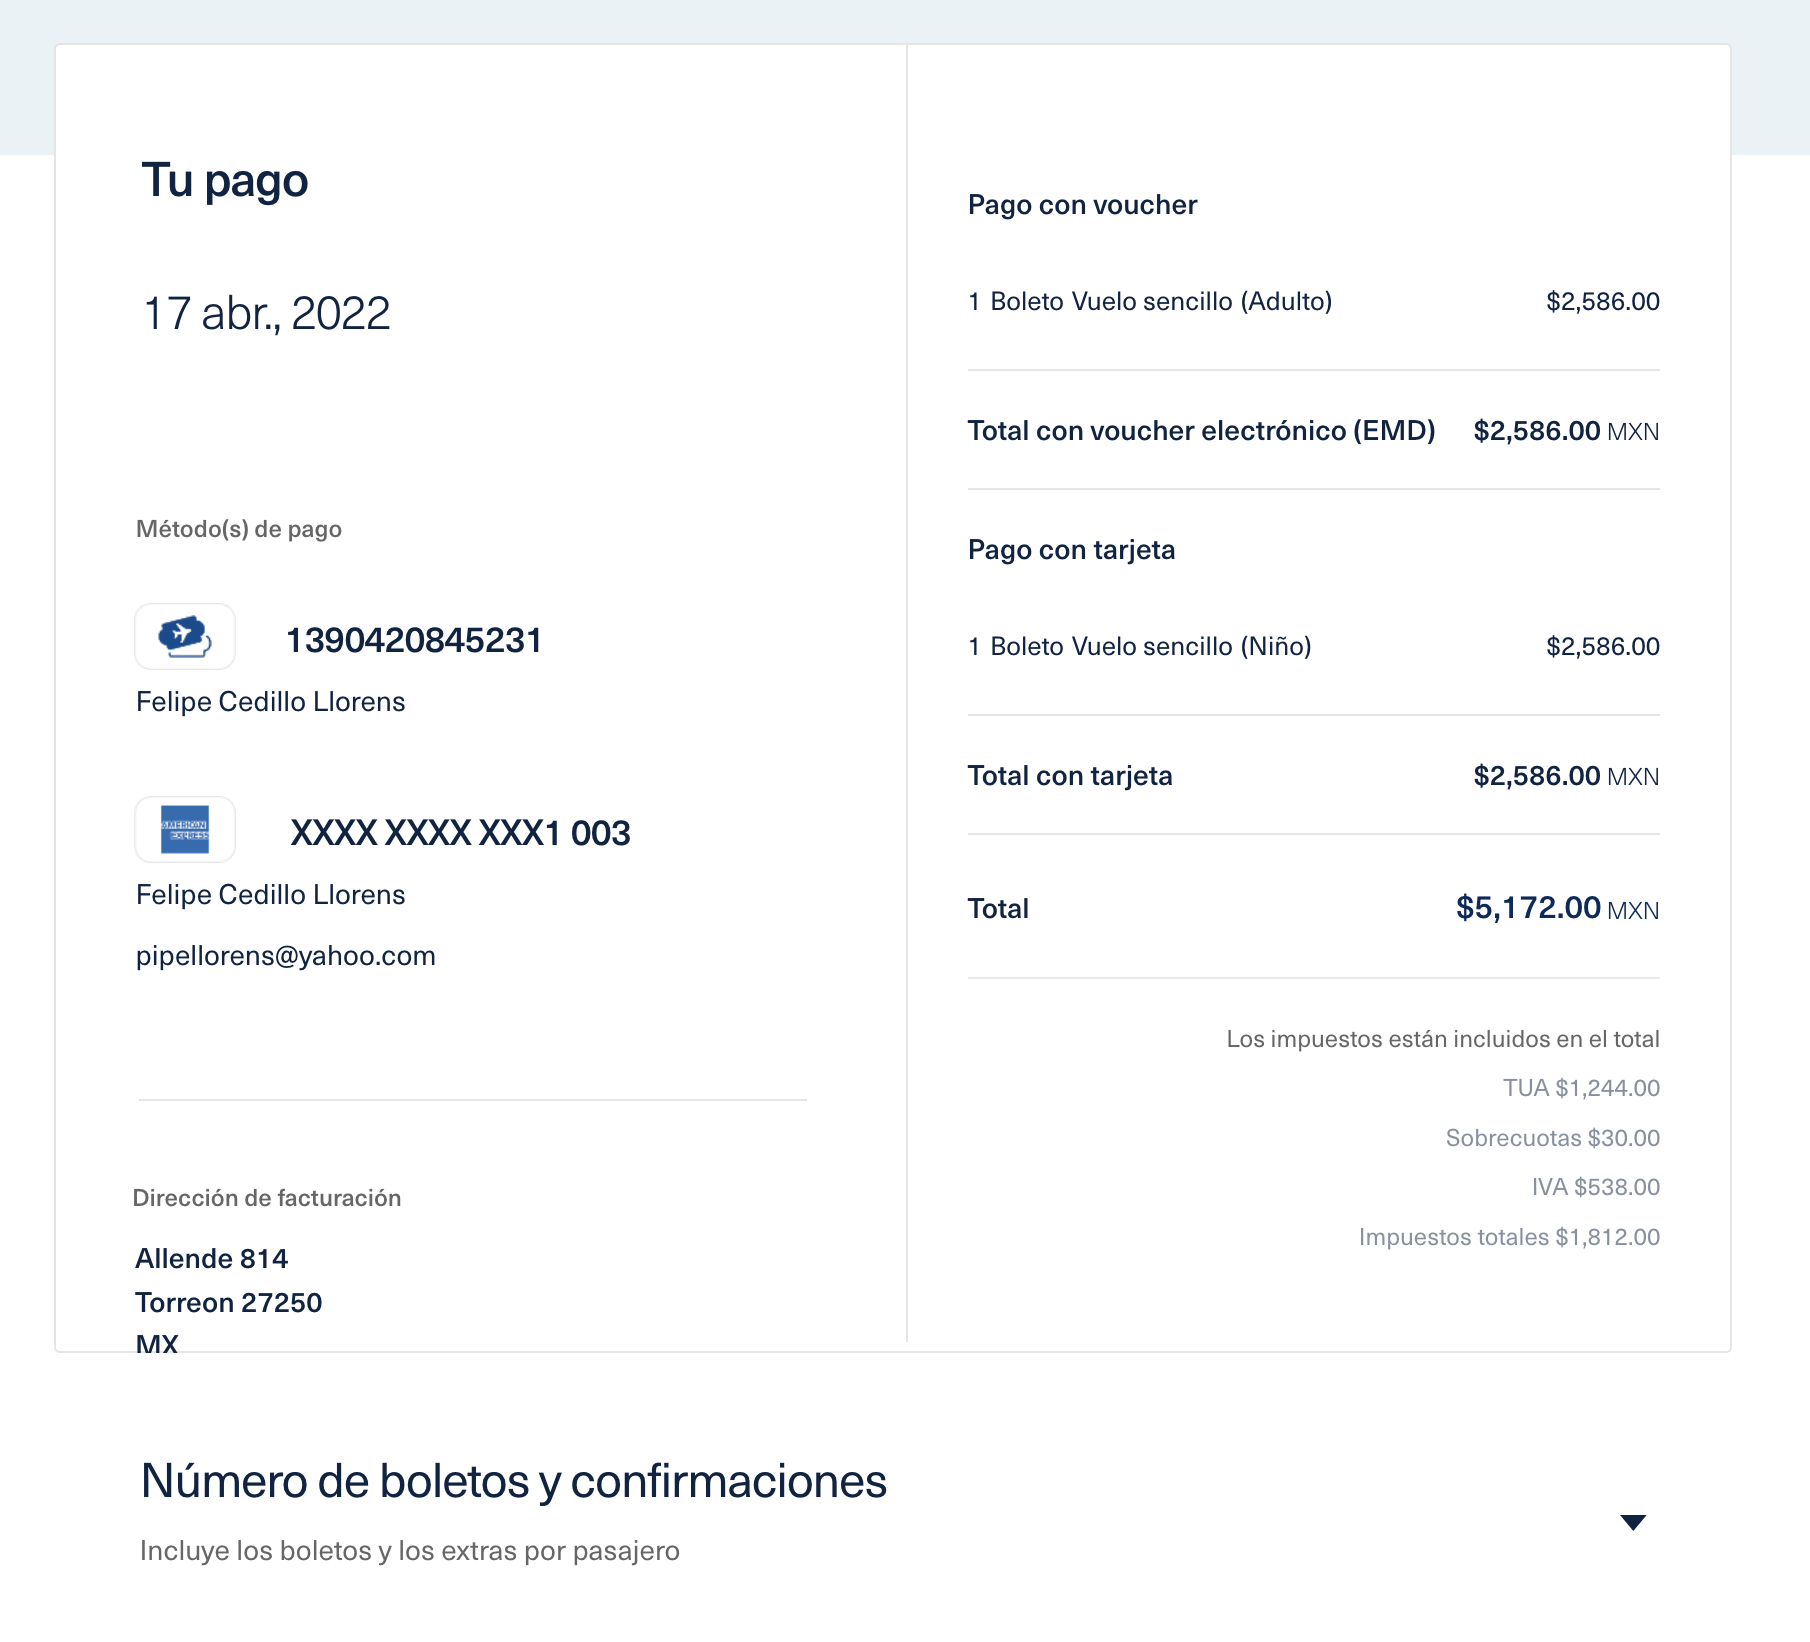 Tu pago
17 abr., 2022
Método(s) de pago
1390420845231
Felipe Cedillo Llorens
AMERICAN
EXPRESS
XXXX XXXX XXX1 003
Felipe Cedillo Llorens
pipellorens@yahoo.com
Dirección de facturación
Allende 814
Torreon 27250
MX
Pago con voucher
1 Boleto Vuelo sencillo (Adulto) $2,586.00
Total con voucher electrónico (EMD) $2,586.00 MXN
Pago con tarjeta
1 Boleto Vuelo sencillo (Niño) $2,586.00
Total con tarjeta $2,586.00 MXN
Total $5,172.00 MXN
Los impuestos están incluidos en el total
TUA $1,244.00
Sobrecuotas $30.00
IVA $538.00
Impuestos totales $1,812.00
Número de boletos y confirmaciones
Incluye los boletos y los extras por pasajero